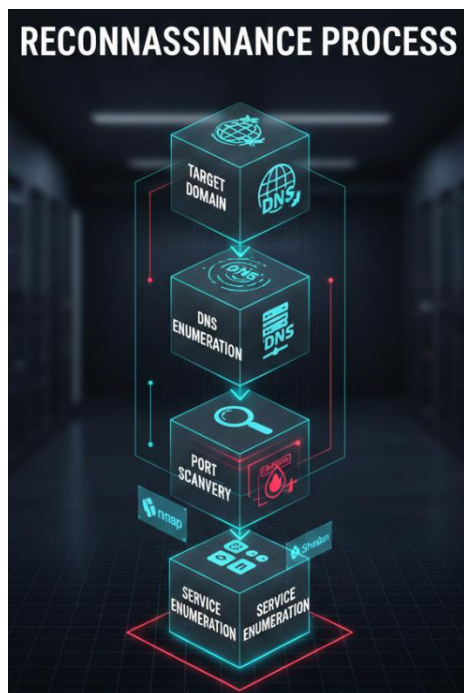 RECONNASSINANCE PROCESS
TARGET
DOMAIN
DNS
DNS
DNS
ENUMERATION
DNS
PORT
SCANVERY
nmap
Shodan
SERVICE
ENUMERATION
SERVICE
ENUMERATION